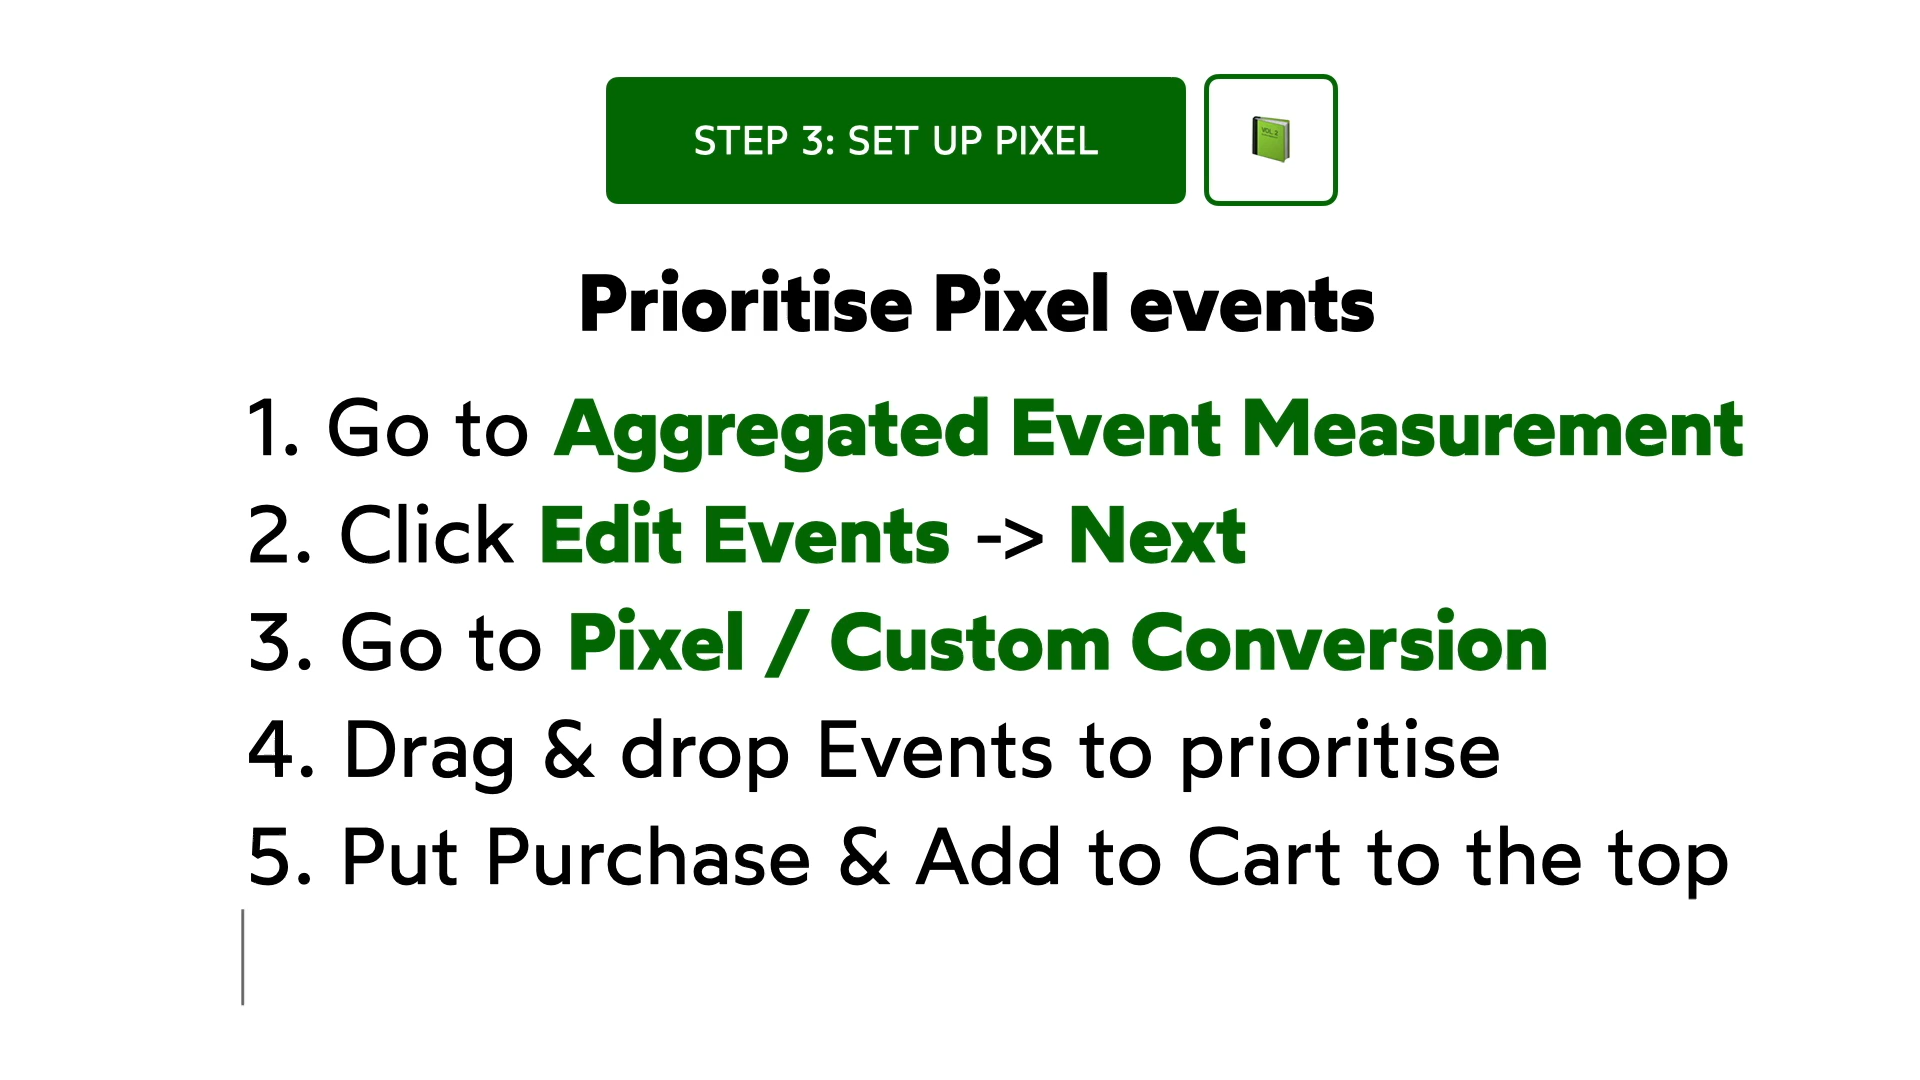 STEP 3: SET UP PIXEL
VOL. 2
Prioritise Pixel events
1. Go to Aggregated Event Measurement
2. Click Edit Events -> Next
3. Go to Pixel / Custom Conversion
4. Drag & drop Events to prioritise
5. Put Purchase & Add to Cart to the top